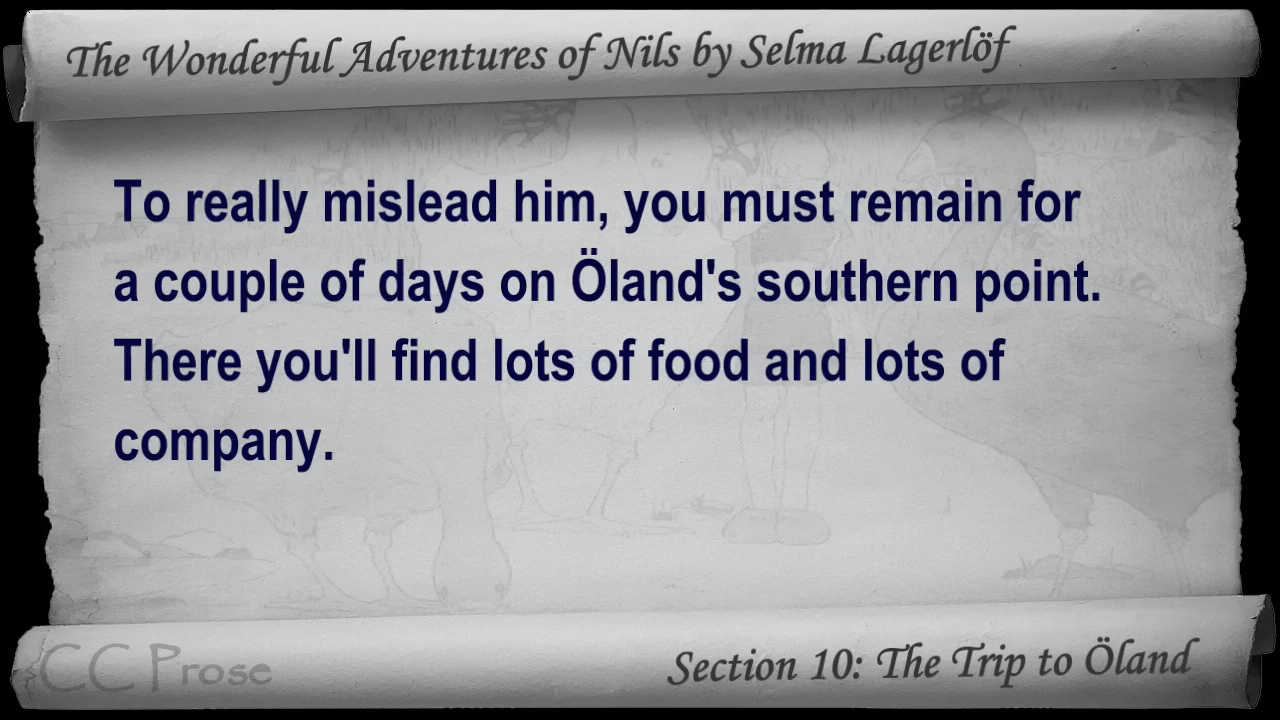 The Wonderful Adventures of Nils by Selma Lagerlöf
To really mislead him, you must remain for
a couple of days on Öland's southern point.
There you'll find lots of food and lots of
company.
CC Prose
Section 10: The Trip to Öland